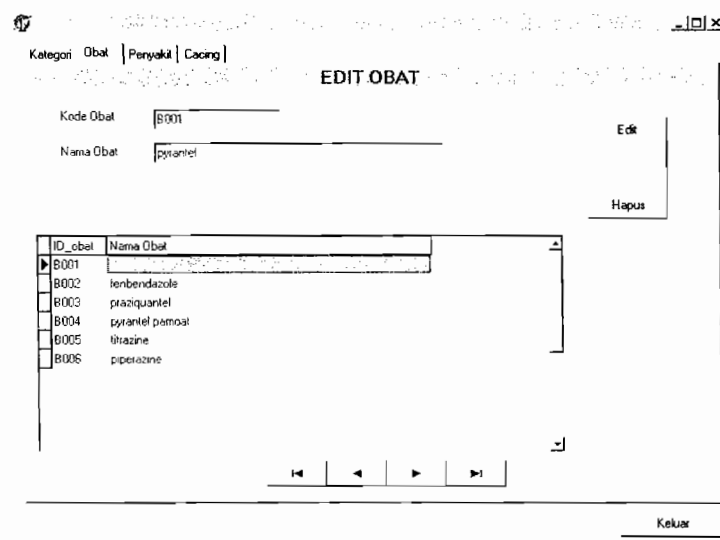 Kategori Obat Penyakit Cacing
EDIT OBAT
Kode Obat B001
Edit
Nama Obat pyrantel
Hapus
ID_obat Nama Obat
B001
B002 fenbendazole
B003 praziquantel
B004 pyrantel pamoat
B005 titrazine
B006 piperazine
Keluar